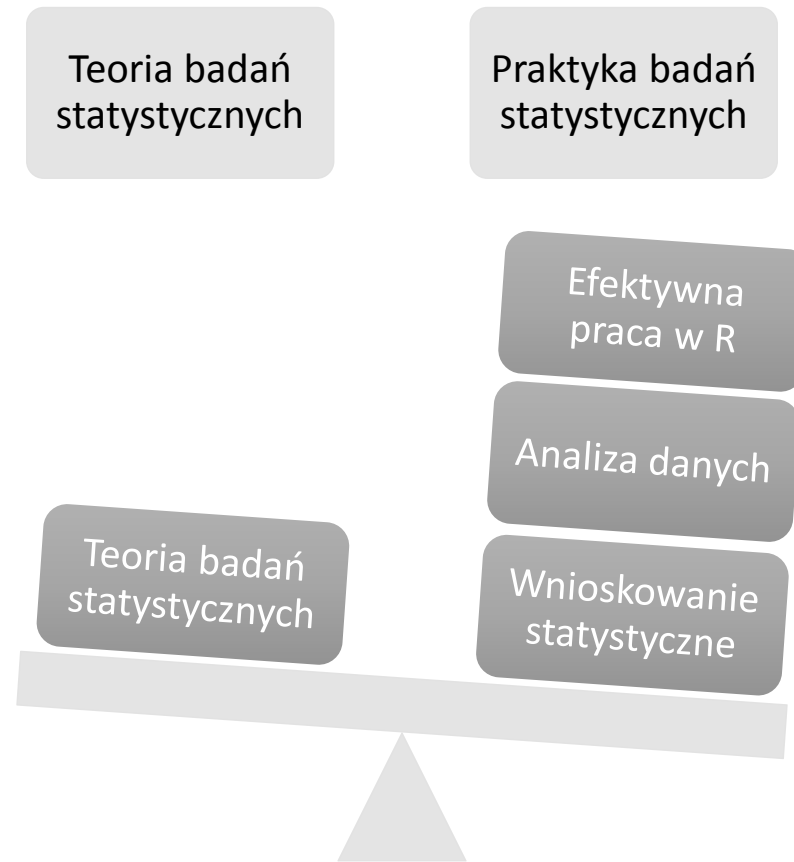 Teoria badań
statystycznych
Praktyka badań
statystycznych
Efektywna
praca w R
Analiza danych
Teoria badań
statystycznych
Wnioskowanie
statystyczne